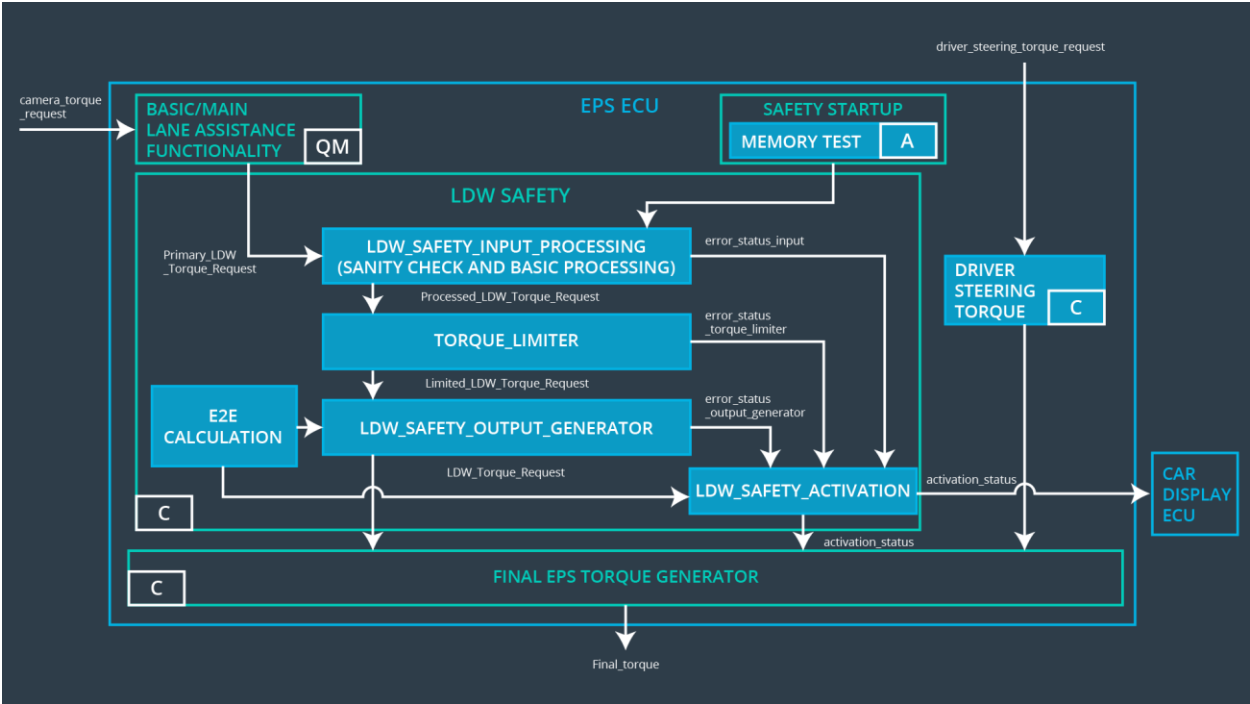 driver_steering_torque_request
camera_torque
_request
BASIC/MAIN
LANE ASSISTANCE
FUNCTIONALITY
QM
EPS ECU
SAFETY STARTUP
MEMORY TEST
A
LDW SAFETY
Primary_LDW
_Torque_Request
LDW_SAFETY_INPUT_PROCESSING
(SANITY CHECK AND BASIC PROCESSING)
error_status_input
DRIVER
STEERING
TORQUE
C
Processed_LDW_Torque_Request
TORQUE_LIMITER
error_status
_torque_limiter
Limited_LDW_Torque_Request
E2E
CALCULATION
LDW_SAFETY_OUTPUT_GENERATOR
error_status
_output_generator
LDW_Torque_Request
LDW_SAFETY_ACTIVATION
activation_status
CAR
DISPLAY
ECU
C
activation_status
C
FINAL EPS TORQUE GENERATOR
Final_torque